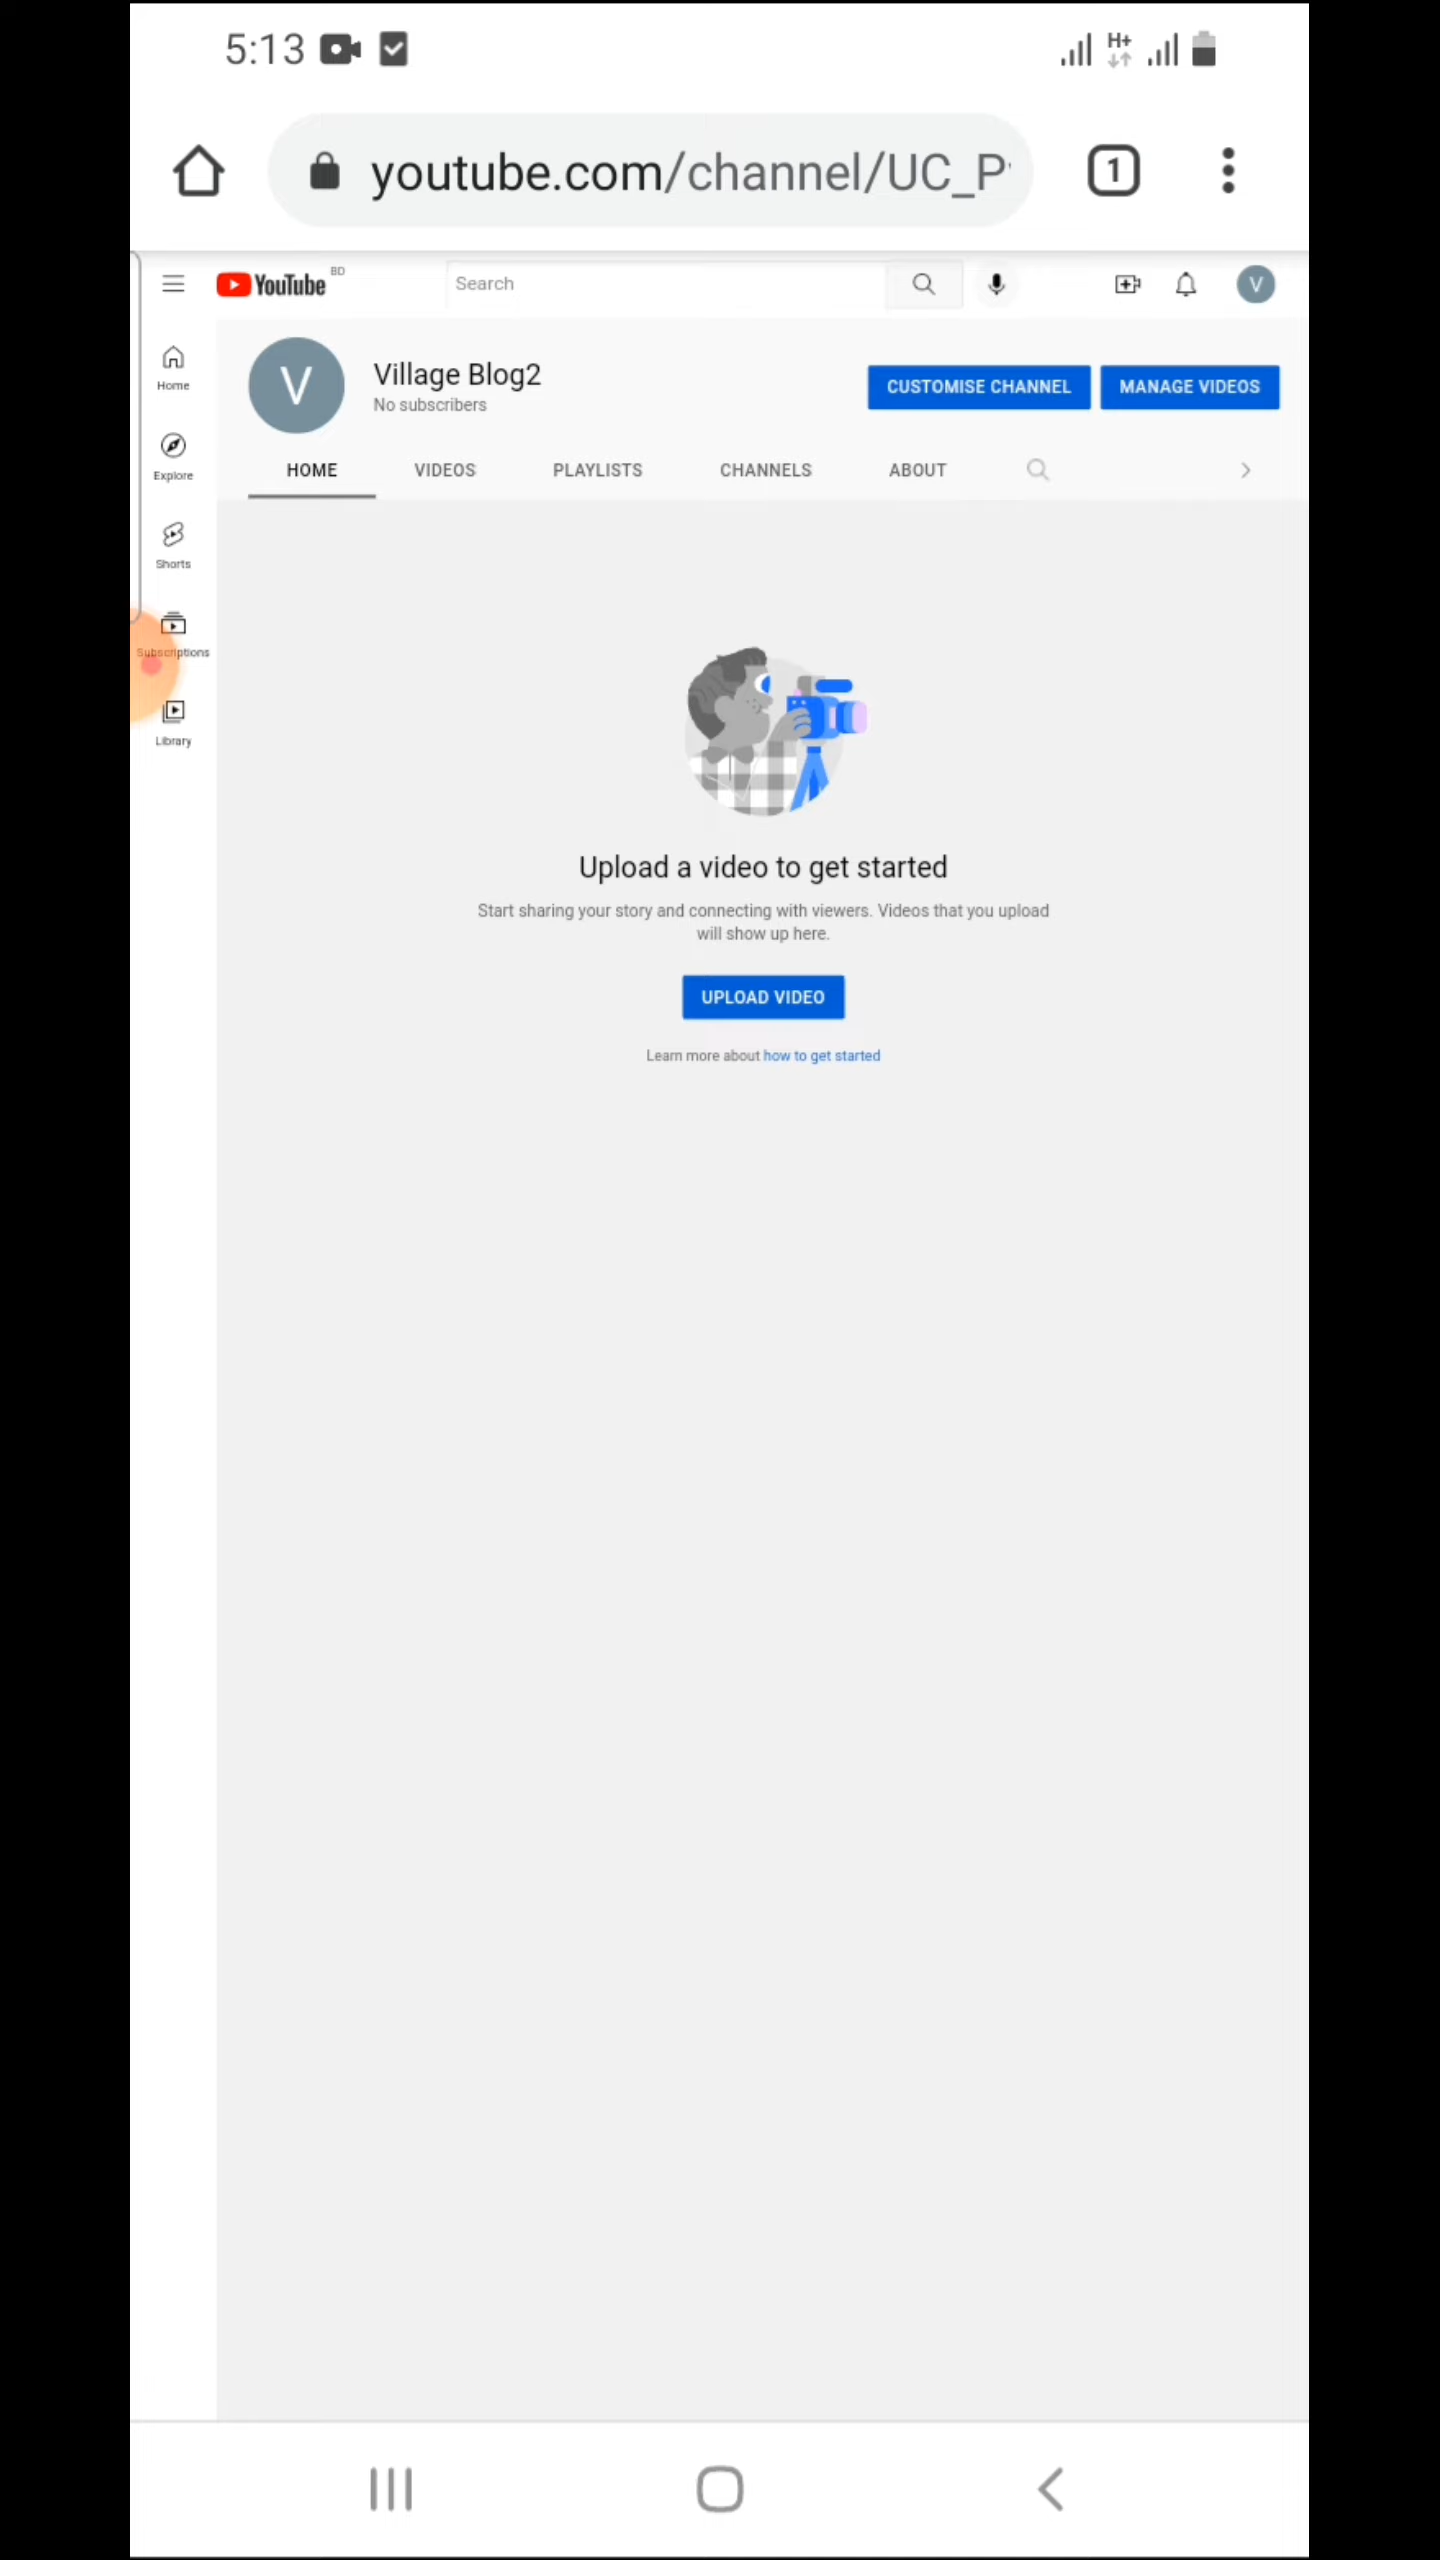 5:13
H+
youtube.com/channel/UC_P
1
YouTube BD
Search
V
Home
Explore
Shorts
Subscriptions
Library
V
Village Blog2
No subscribers
CUSTOMISE CHANNEL
MANAGE VIDEOS
HOME
VIDEOS
PLAYLISTS
CHANNELS
ABOUT
Upload a video to get started
Start sharing your story and connecting with viewers. Videos that you upload
will show up here.
UPLOAD VIDEO
Learn more about how to get started